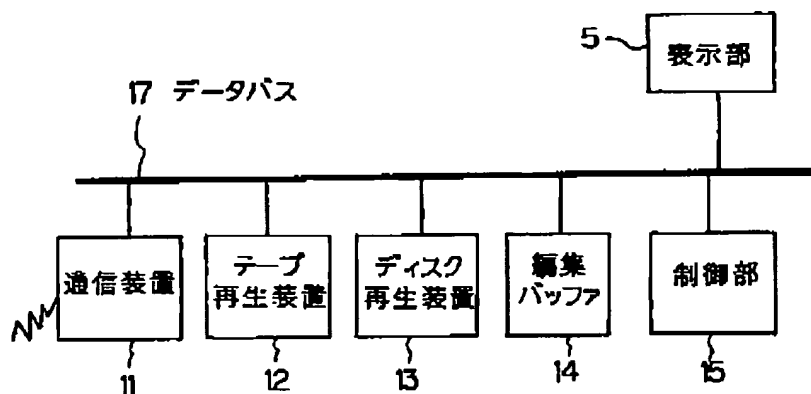 5
表示部
17 データバス
通信装置
テープ
再生装置
ディスク
再生装置
編集
バッファ
制御部
11
12
13
14
15